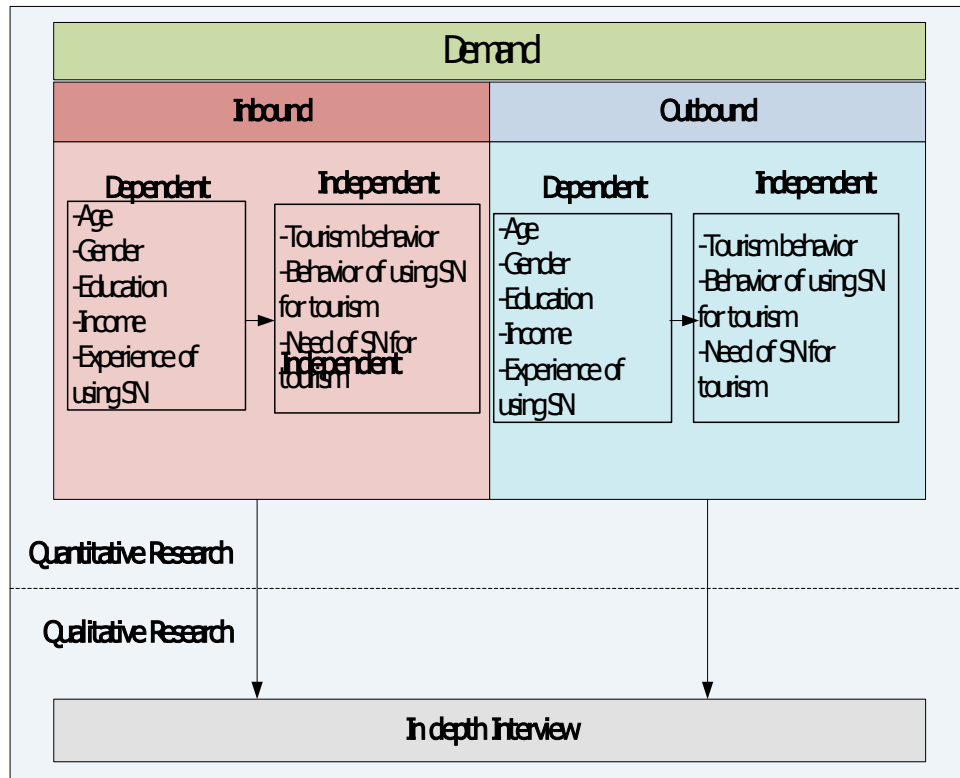 Demand
Inbound
Outbound
Dependent
-Age
-Gender
-Education
-Income
-Experience of
using SN
Independent
-Tourism behavior
-Behavior of using SN
for tourism
-Need of SN for
Independent
tourism
Dependent
-Age
-Gender
-Education
-Income
-Experience of
using SN
Independent
-Tourism behavior
-Behavior of using SN
for tourism
-Need of SN for
tourism
Quantitative Research
Qualitative Research
In depth Interview